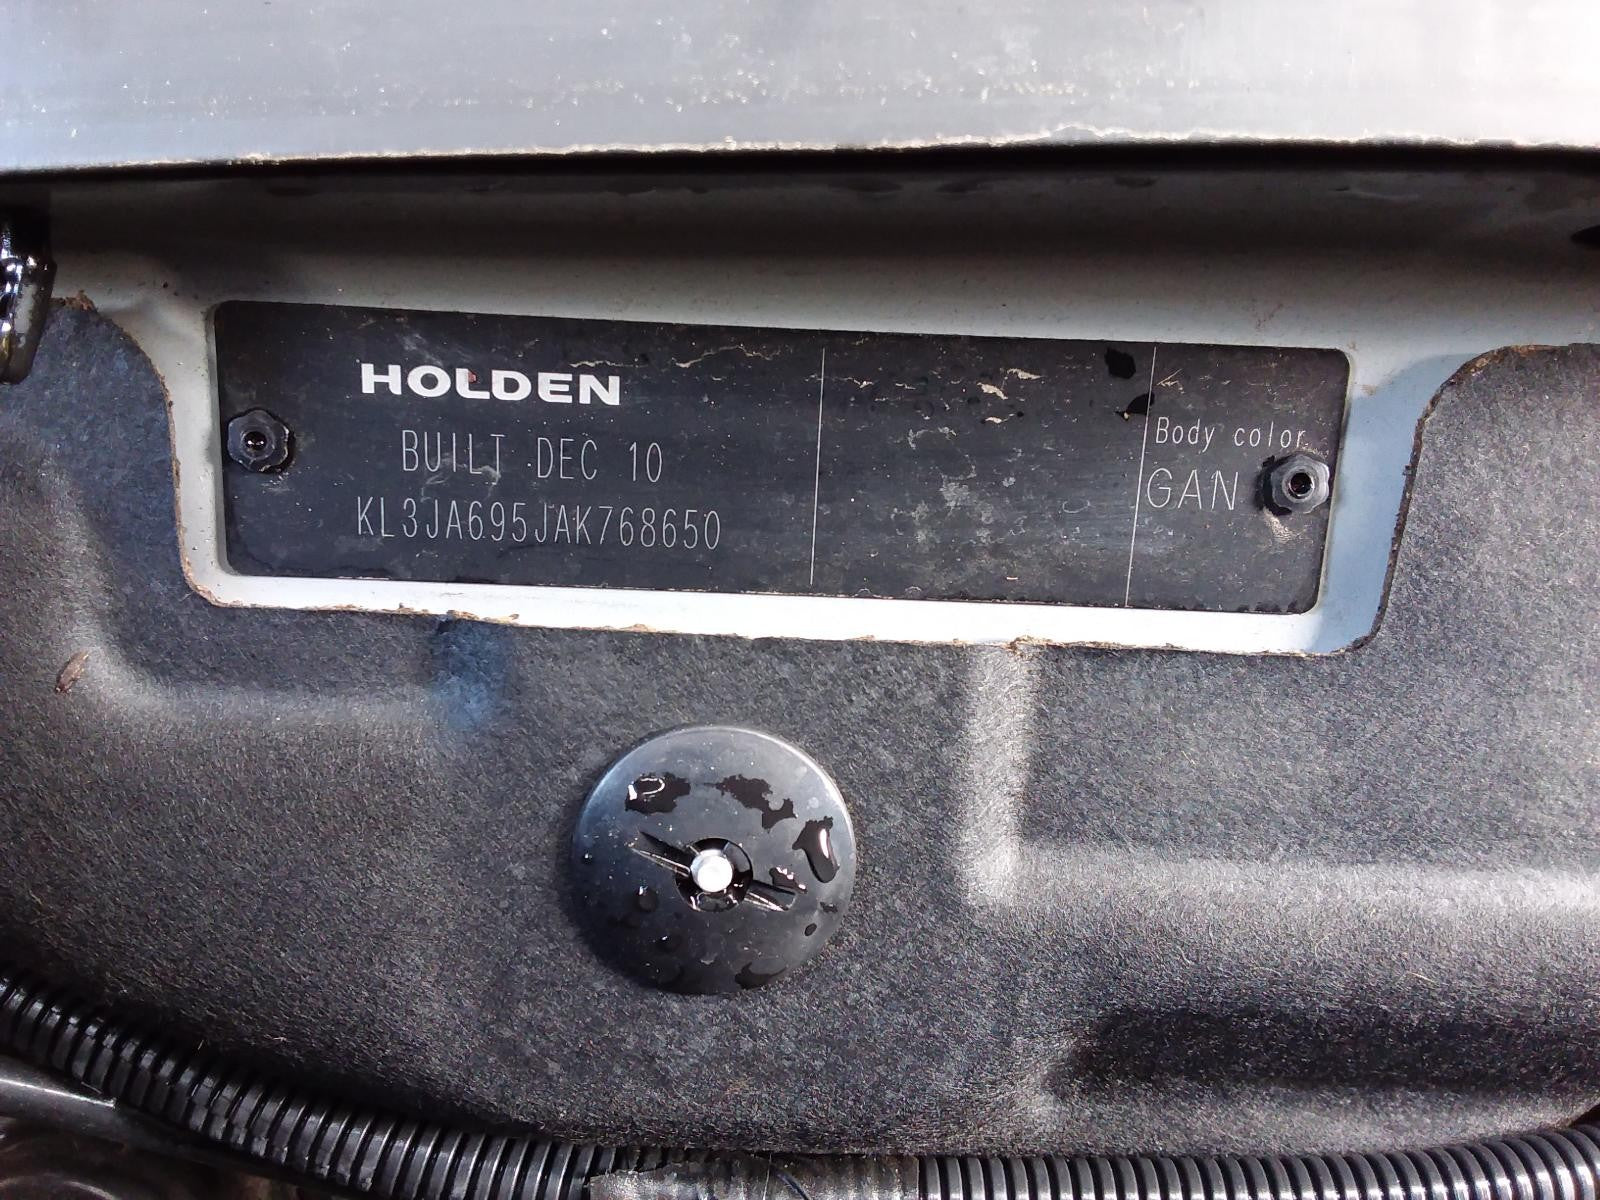 HOLDEN
BUILT DEC 10
KL3JA695JAK768650
Body color
GAN